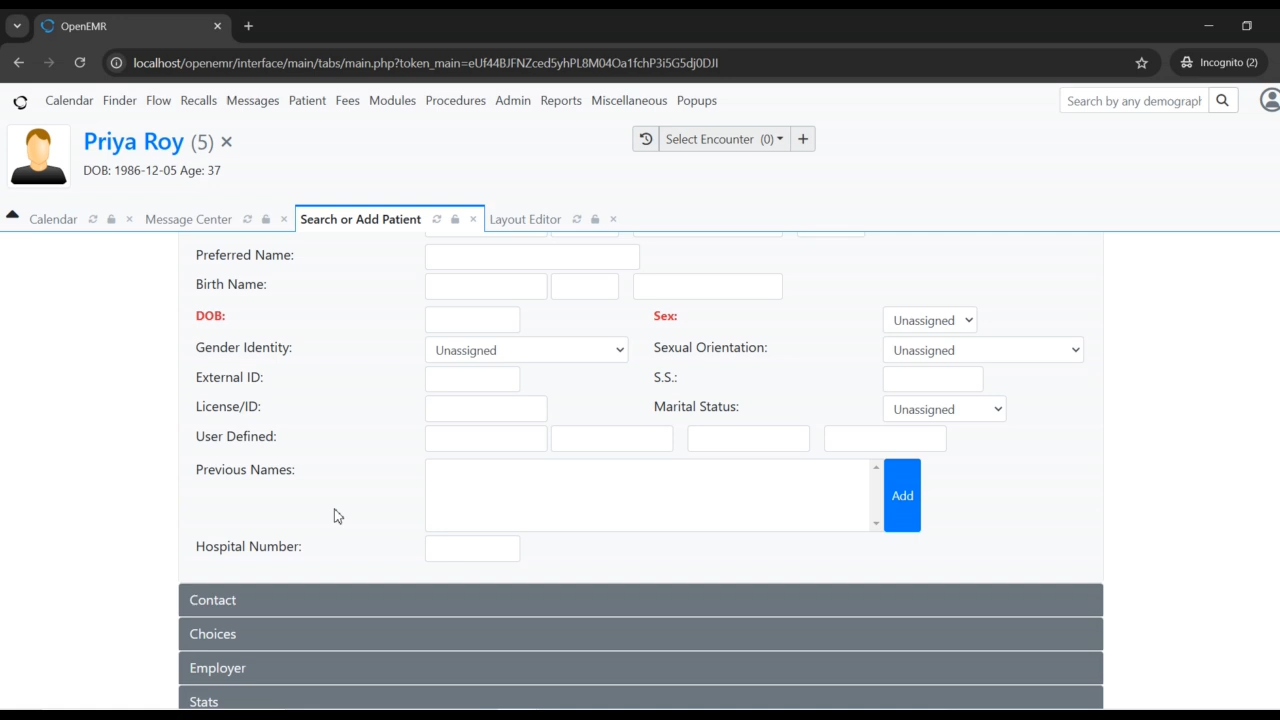 OpenEMR
localhost/openemr/interface/main/tabs/main.php?token_main=eUf44BJFNZced5yhPL8M04Oa1fchP3i5G5dj0DJI
Incognito (2)
Calendar Finder Flow Recalls Messages Patient Fees Modules Procedures Admin Reports Miscellaneous Popups
Search by any demograph
Priya Roy (5)
Select Encounter (0)
DOB: 1986-12-05 Age: 37
Calendar Message Center Search or Add Patient Layout Editor
Preferred Name:
Birth Name:
DOB: Sex: Unassigned
Gender Identity: Unassigned Sexual Orientation: Unassigned
External ID: S.S.:
License/ID: Marital Status: Unassigned
User Defined:
Previous Names:
Add
Hospital Number:
Contact
Choices
Employer
Stats